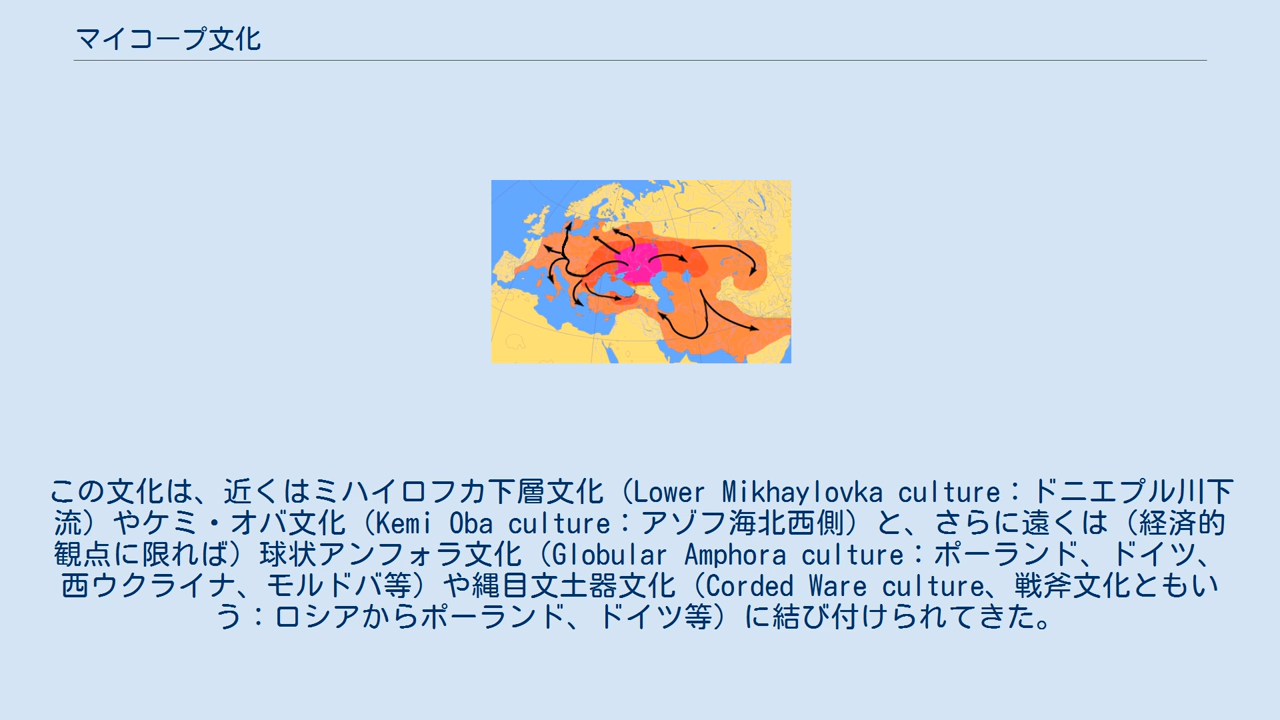 マイコープ文化
この文化は、近くはミハイロフカ下層文化（Lower Mikhaylovka culture：ドニエプル川下
流）やケミ・オバ文化（Kemi Oba culture：アゾフ海北西側）と、さらに遠くは（経済的
観点に限れば）球状アンフォラ文化（Globular Amphora culture：ポーランド、ドイツ、
西ウクライナ、モルドバ等）や縄目文土器文化（Corded Ware culture、戦斧文化ともい
う：ロシアからポーランド、ドイツ等）に結び付けられてきた。